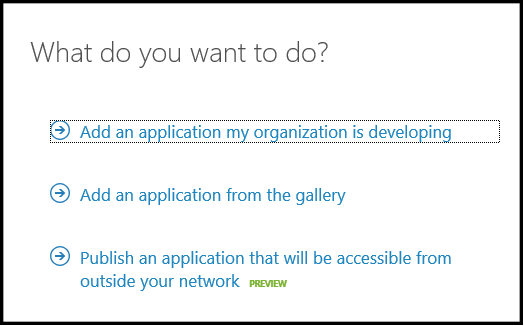 What do you want to do?
Add an application my organization is developing
Add an application from the gallery
Publish an application that will be accessible from
outside your network PREVIEW